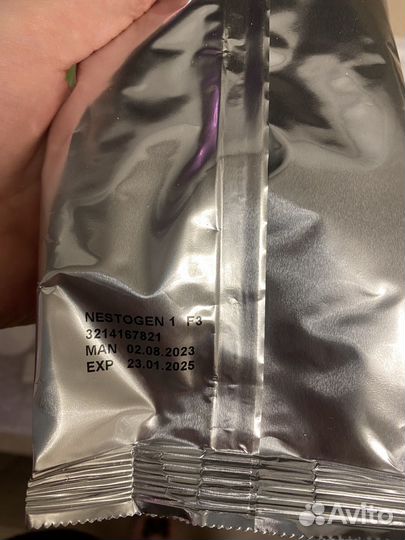 NESTOGEN 1 F3
3214167821
MAN 02.08.2023
EXP 23.01.2025
Avito